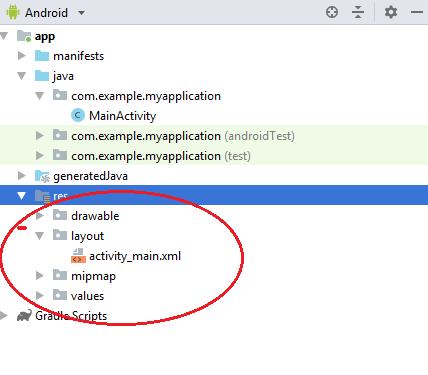 Android
app
manifests
java
com.example.myapplication
MainActivity
com.example.myapplication (androidTest)
com.example.myapplication (test)
generatedJava
res
drawable
layout
activity_main.xml
mipmap
values
Gradle Scripts